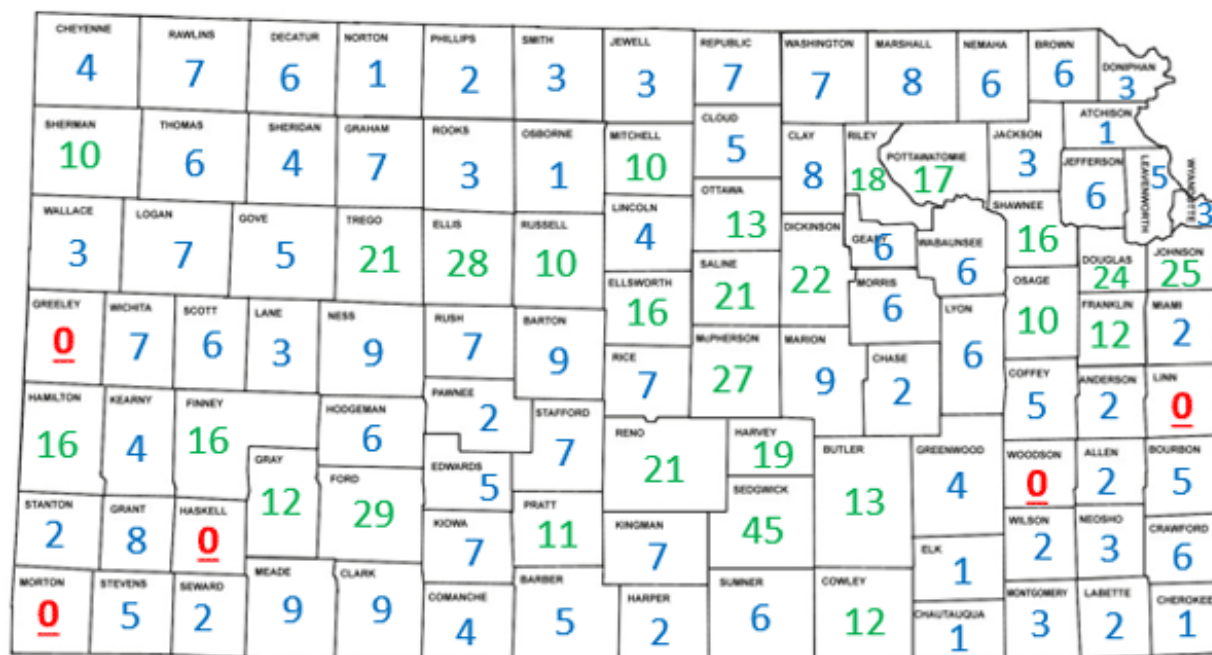 CHEYENNE
4
RAWLINS
7
DECATUR
6
NORTON
1
PHILLIPS
2
SMITH
3
JEWELL
3
REPUBLIC
7
WASHINGTON
7
MARSHALL
8
NEMAHA
6
BROWN
6
DONIPHAN
3
SHERMAN
10
THOMAS
6
SHERIDAN
4
GRAHAM
7
ROOKS
3
OSBORNE
1
MITCHELL
10
CLOUD
5
CLAY
8
RILEY
18
POTTAWATOMIE
17
JACKSON
3
ATCHISON
1
JEFFERSON
6
LEAVENWORTH
5
WYANDOTTE
3
WALLACE
3
LOGAN
7
GOVE
5
TREGO
21
ELLIS
28
RUSSELL
10
LINCOLN
4
OTTAWA
13
DICKINSON
22
GEARY
6
WABAUNSEE
6
SHAWNEE
16
DOUGLAS
24
JOHNSON
25
GREELEY
0
WICHITA
7
SCOTT
6
LANE
3
NESS
9
RUSH
7
BARTON
9
ELLSWORTH
16
SALINE
21
MORRIS
6
LYON
6
OSAGE
10
FRANKLIN
12
MIAMI
2
RICE
7
McPHERSON
27
MARION
9
CHASE
2
COFFEY
5
ANDERSON
2
LINN
0
HAMILTON
16
KEARNY
4
FINNEY
16
HODGEMAN
6
PAWNEE
2
STAFFORD
7
RENO
21
HARVEY
19
BUTLER
13
GREENWOOD
4
WOODSON
0
ALLEN
2
BOURBON
5
GRAY
12
FORD
29
EDWARDS
5
SEDGWICK
45
STANTON
2
GRANT
8
HASKELL
0
KIOWA
7
PRATT
11
KINGMAN
7
ELK
1
WILSON
2
NEOSHO
3
CRAWFORD
6
MORTON
0
STEVENS
5
SEWARD
2
MEADE
9
CLARK
9
COMANCHE
4
BARBER
5
HARPER
2
SUMNER
6
COWLEY
12
CHAUTAUQUA
1
MONTGOMERY
3
LABETTE
2
CHEROKEE
1